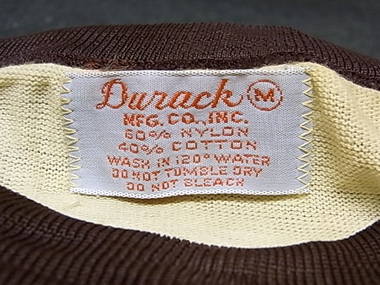 Durack M
MFG. CO., INC.
60% NYLON
40% COTTON
WASH IN 120° WATER
DO NOT TUMBLE DRY
DO NOT BLEACH